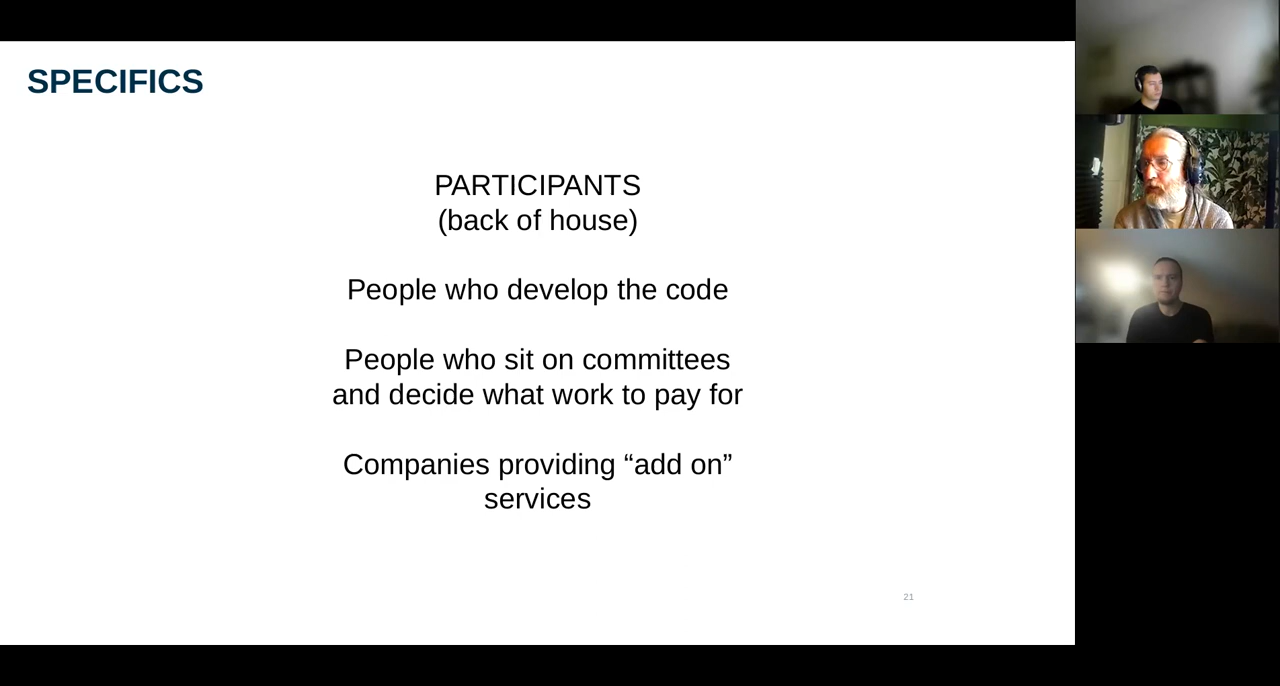 SPECIFICS
PARTICIPANTS
(back of house)
People who develop the code
People who sit on committees
and decide what work to pay for
Companies providing “add on”
services
21